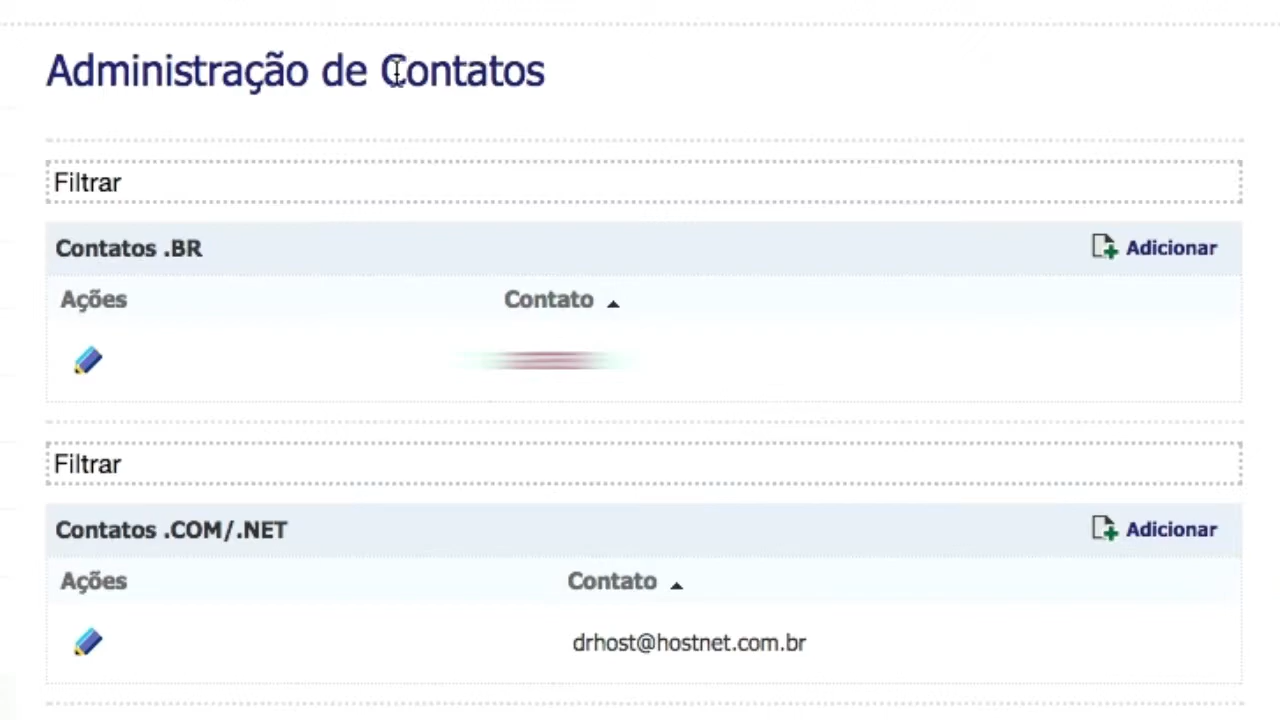 Administração de Contatos
Filtrar
Contatos .BR
Adicionar
Ações Contato
Filtrar
Contatos .COM/.NET
Adicionar
Ações Contato
drhost@hostnet.com.br